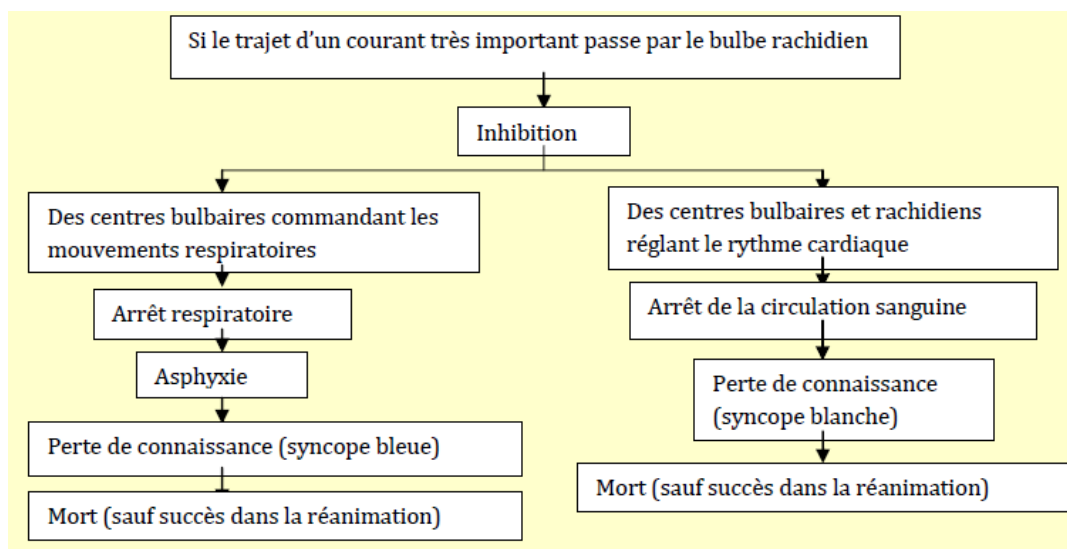 Si le trajet d'un courant très important passe par le bulbe rachidien
Inhibition
Des centres bulbaires commandant les
mouvements respiratoires
Arrêt respiratoire
Asphyxie
Perte de connaissance (syncope bleue)
Mort (sauf succès dans la réanimation)
Des centres bulbaires et rachidiens
réglant le rythme cardiaque
Arrêt de la circulation sanguine
Perte de connaissance
(syncope blanche)
Mort (sauf succès dans la réanimation)